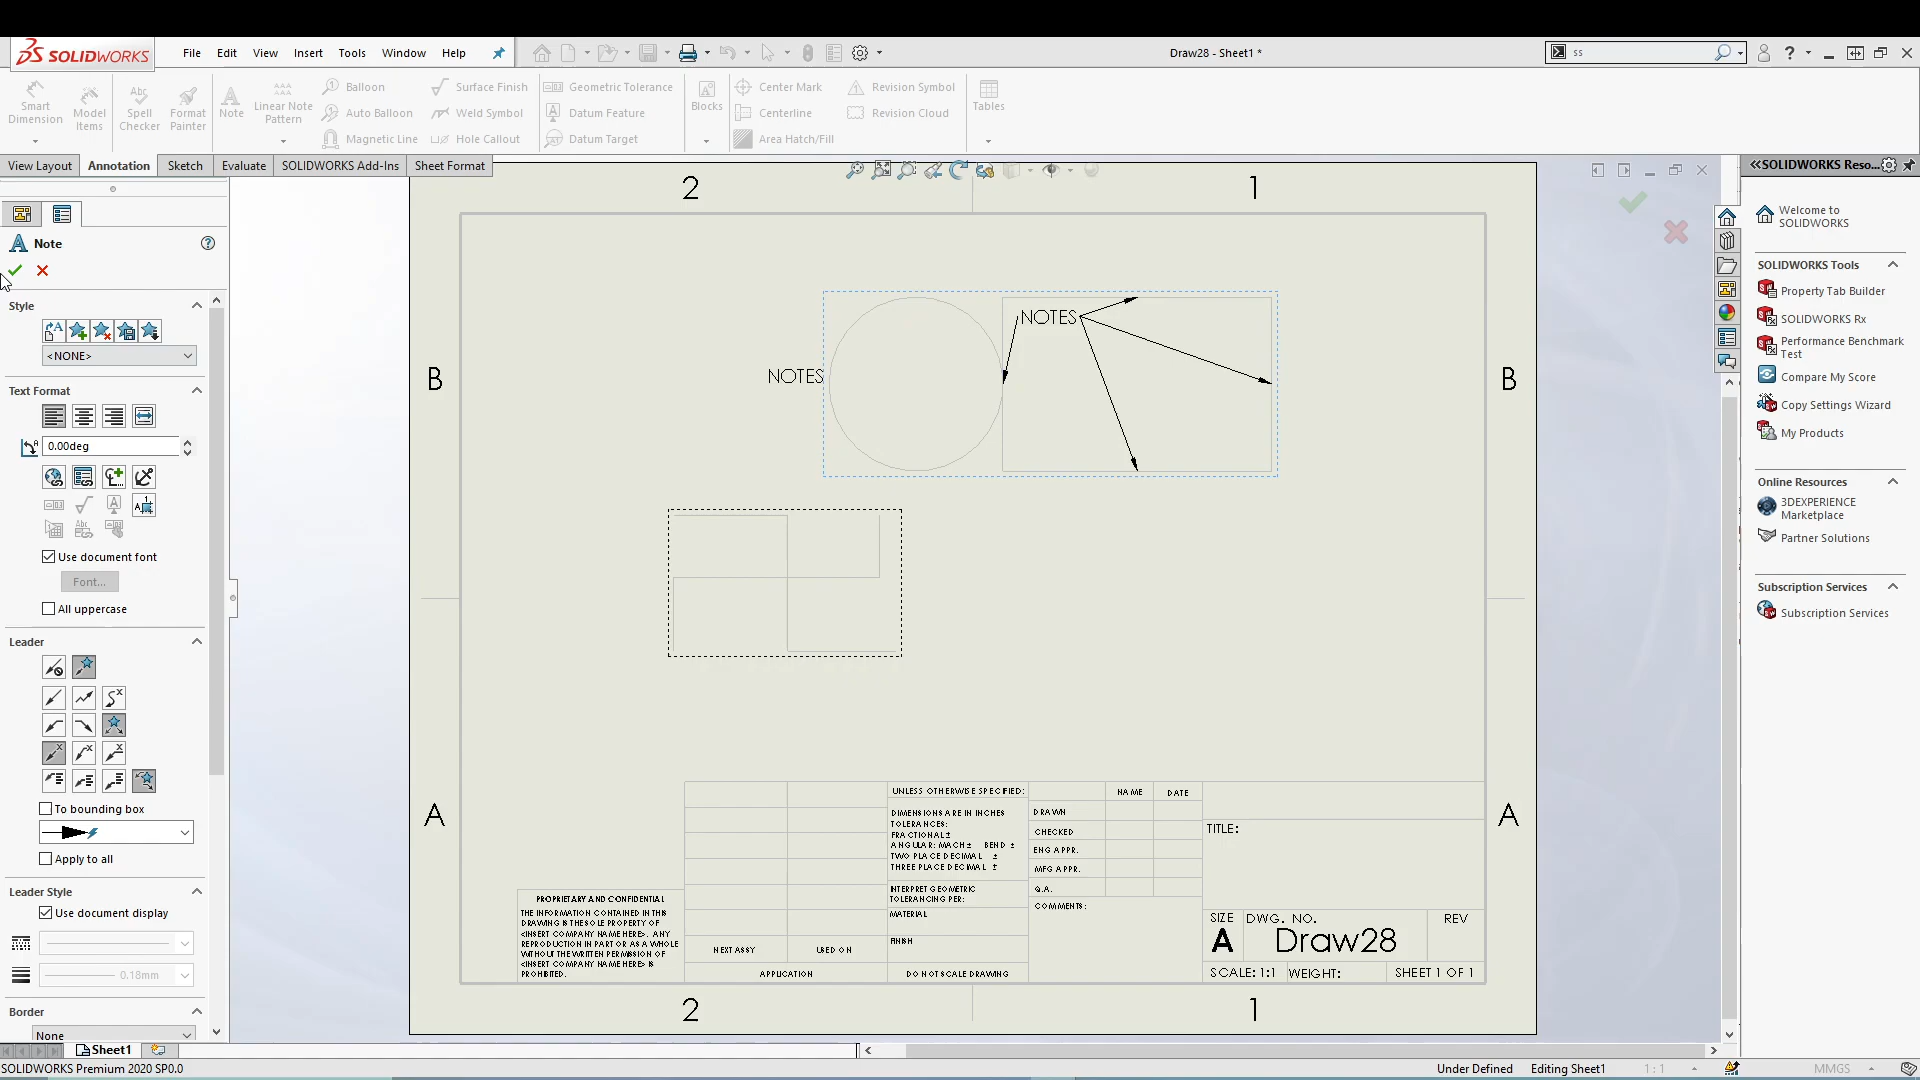 SOLIDWORKS
File Edit View Insert Tools Window Help
Draw28 - Sheet1 *
ss
Smart Dimension
Model Items
Spell Checker
Format Painter
Note
Linear Note Pattern
Balloon
Auto Balloon
Magnetic Line
Surface Finish
Weld Symbol
Hole Callout
Geometric Tolerance
Datum Feature
Datum Target
Blocks
Center Mark
Centerline
Area Hatch/Fill
Revision Symbol
Revision Cloud
Tables
View Layout Annotation Sketch Evaluate SOLIDWORKS Add-Ins Sheet Format
Note
Style
<NONE>
Text Format
0.00deg
Use document font
Font...
All uppercase
Leader
To bounding box
Apply to all
Leader Style
Use document display
0.18mm
Border
None
2 1
B B
NOTES
NOTES
A A
UNLESS OTHERWISE SPECIFIED:
DIMENSIONS ARE IN INCHES
TOLERANCES:
FRACTIONAL±
ANGULAR: MACH± BEND ±
TWO PLACE DECIMAL ±
THREE PLACE DECIMAL ±
INTERPRET GEOMETRIC
TOLERANCING PER:
MATERIAL
FINISH
DO NOT SCALE DRAWING
NAME DATE
DRAWN
CHECKED
ENG APPR.
MFG APPR.
Q.A.
COMMENTS:
TITLE:
SIZE DWG. NO. REV
A Draw28
SCALE: 1:1 WEIGHT: SHEET 1 OF 1
PROPRIETARY AND CONFIDENTIAL
THE INFORMATION CONTAINED IN THIS
DRAWING IS THE SOLE PROPERTY OF
<INSERT COMPANY NAME HERE>. ANY
REPRODUCTION IN PART OR AS A WHOLE
WITHOUT THE WRITTEN PERMISSION OF
<INSERT COMPANY NAME HERE> IS
PROHIBITED.
NEXT ASSY USED ON
APPLICATION
2 1
SOLIDWORKS Reso...
Welcome to
SOLIDWORKS
SOLIDWORKS Tools
Property Tab Builder
SOLIDWORKS Rx
Performance Benchmark
Test
Compare My Score
Copy Settings Wizard
My Products
Online Resources
3DEXPERIENCE
Marketplace
Partner Solutions
Subscription Services
Subscription Services
Sheet1
SOLIDWORKS Premium 2020 SP0.0
Under Defined Editing Sheet1 1 : 1 MMGS